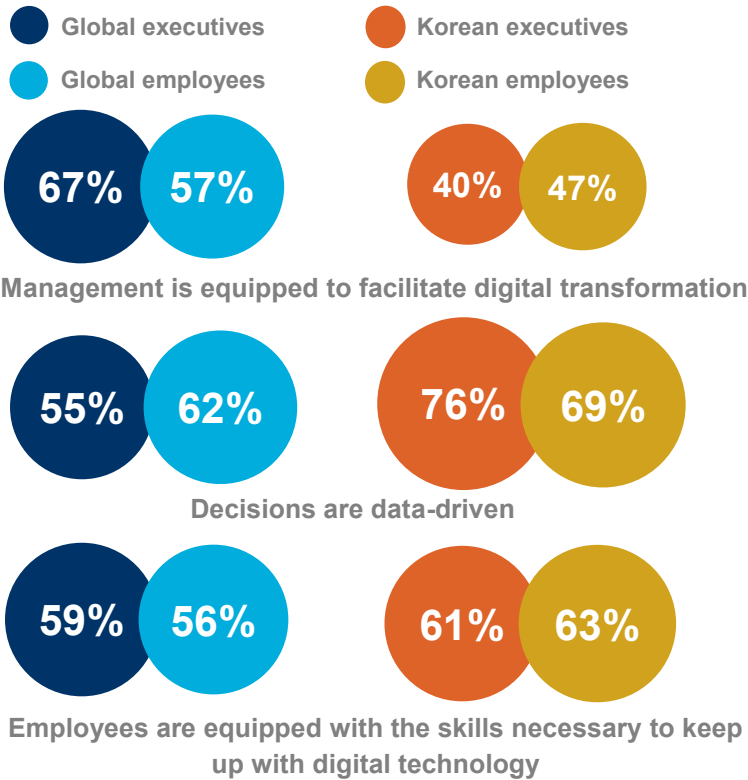 Global executives
Korean executives
Global employees
Korean employees
67% 57% 40% 47%
Management is equipped to facilitate digital transformation
55% 62% 76% 69%
Decisions are data-driven
59% 56% 61% 63%
Employees are equipped with the skills necessary to keep
up with digital technology